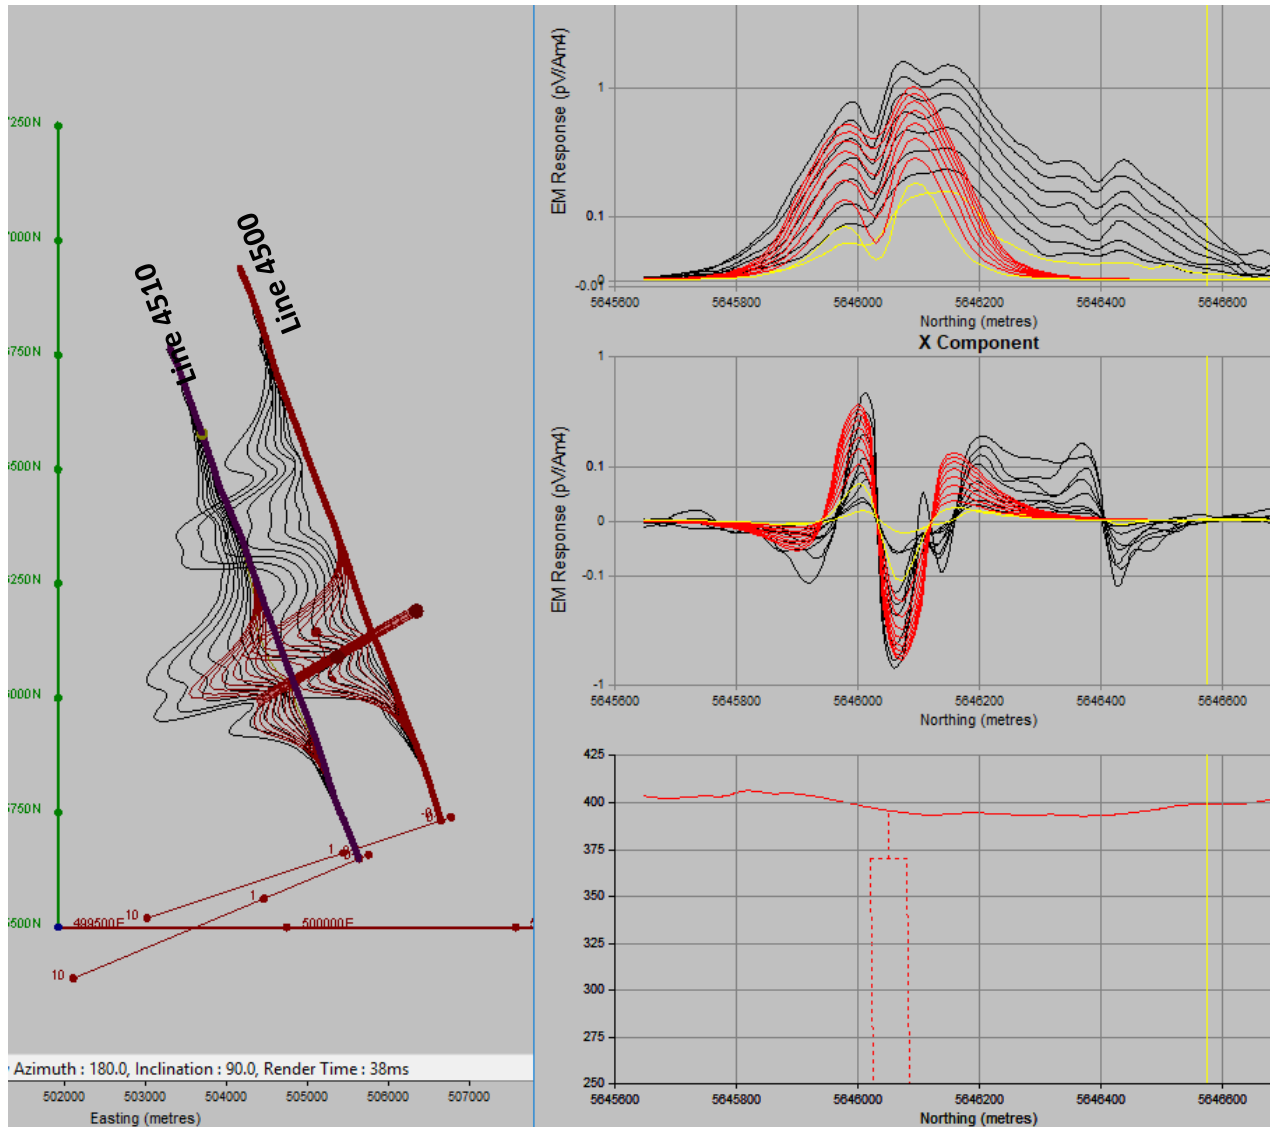 7250N
7000N
6750N
6500N
6250N
6000N
5750N
5500N
Line 4510
Line 4500
1
10
1
10
499500E
500000E
Azimuth : 180.0, Inclination : 90.0, Render Time : 38ms
502000 503000 504000 505000 506000 507000
Easting (metres)
EM Response (pV/Am4)
1
0.1
-0.01
5645600 5645800 5646000 5646200 5646400 5646600
Northing (metres)
X Component
EM Response (pV/Am4)
1
0.1
0
-0.1
-1
5645600 5645800 5646000 5646200 5646400 5646600
Northing (metres)
425
400
375
350
325
300
275
250
5645600 5645800 5646000 5646200 5646400 5646600
Northing (metres)